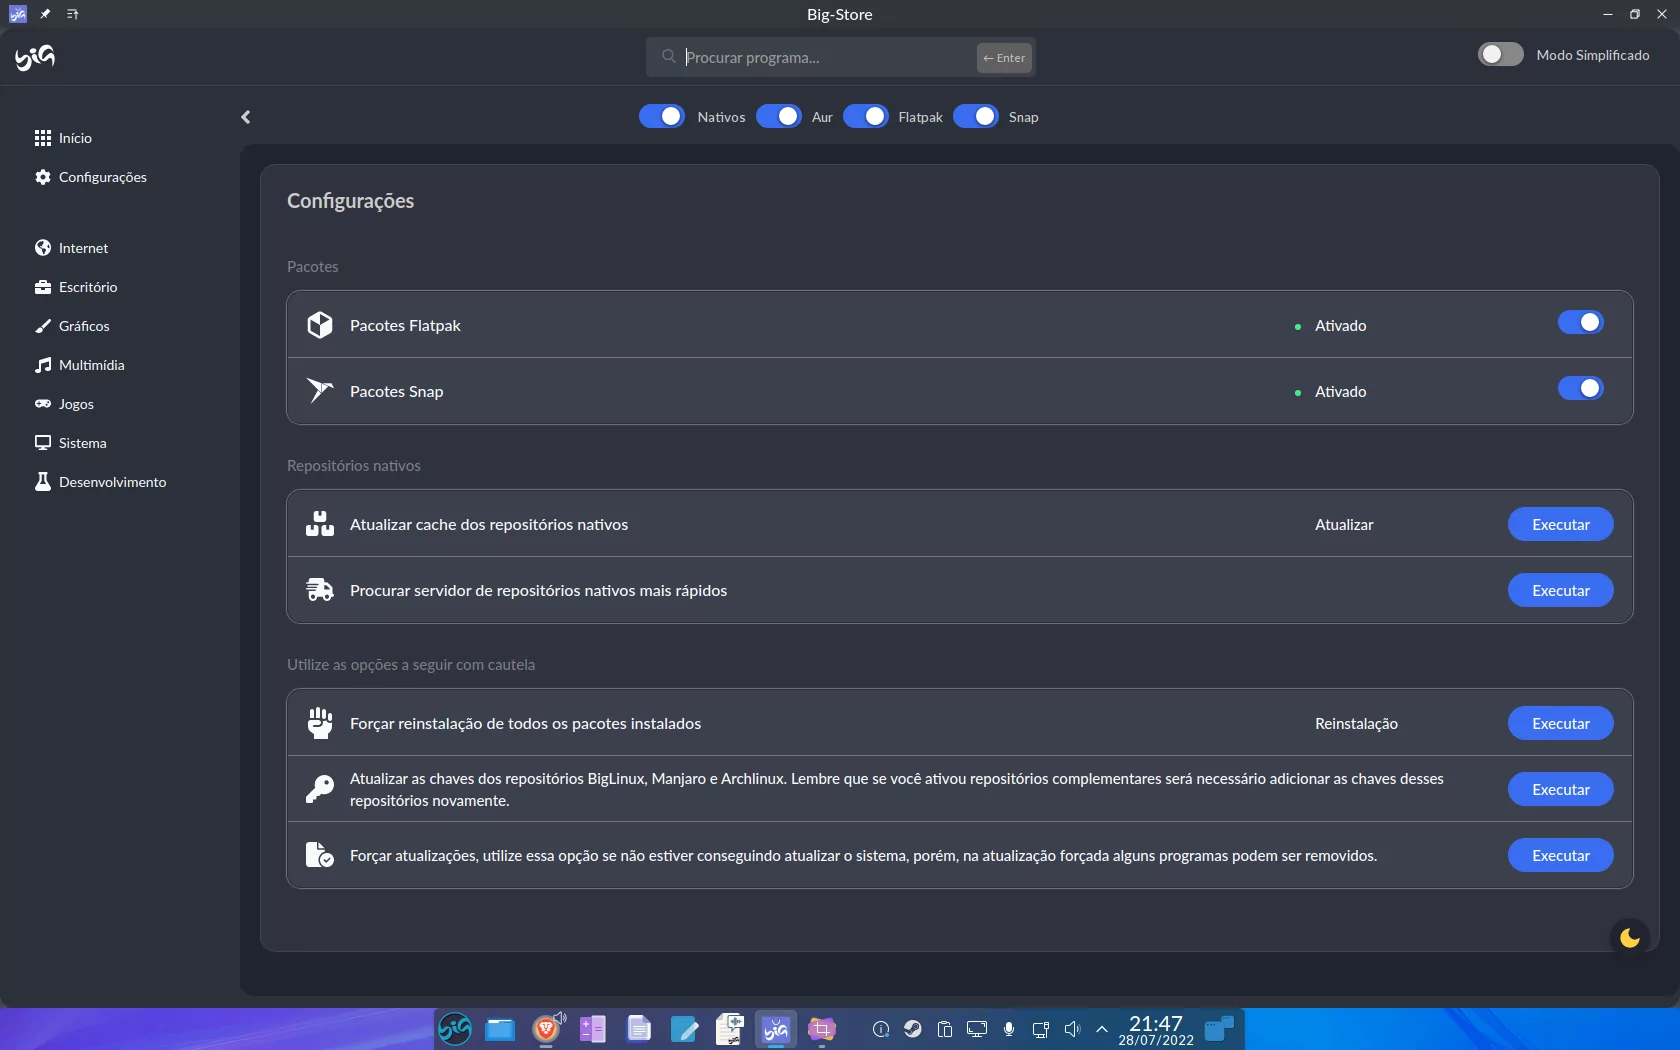 Big-Store
BIG
Procurar programa...
← Enter
Modo Simplificado
Nativos
Aur
Flatpak
Snap
Início
Configurações
Internet
Escritório
Gráficos
Multimídia
Jogos
Sistema
Desenvolvimento
Configurações
Pacotes
Pacotes Flatpak
Ativado
Pacotes Snap
Ativado
Repositórios nativos
Atualizar cache dos repositórios nativos
Atualizar
Executar
Procurar servidor de repositórios nativos mais rápidos
Executar
Utilize as opções a seguir com cautela
Forçar reinstalação de todos os pacotes instalados
Reinstalação
Executar
Atualizar as chaves dos repositórios BigLinux, Manjaro e Archlinux. Lembre que se você ativou repositórios complementares será necessário adicionar as chaves desses
repositórios novamente.
Executar
Forçar atualizações, utilize essa opção se não estiver conseguindo atualizar o sistema, porém, na atualização forçada alguns programas podem ser removidos.
Executar
21:47
28/07/2022